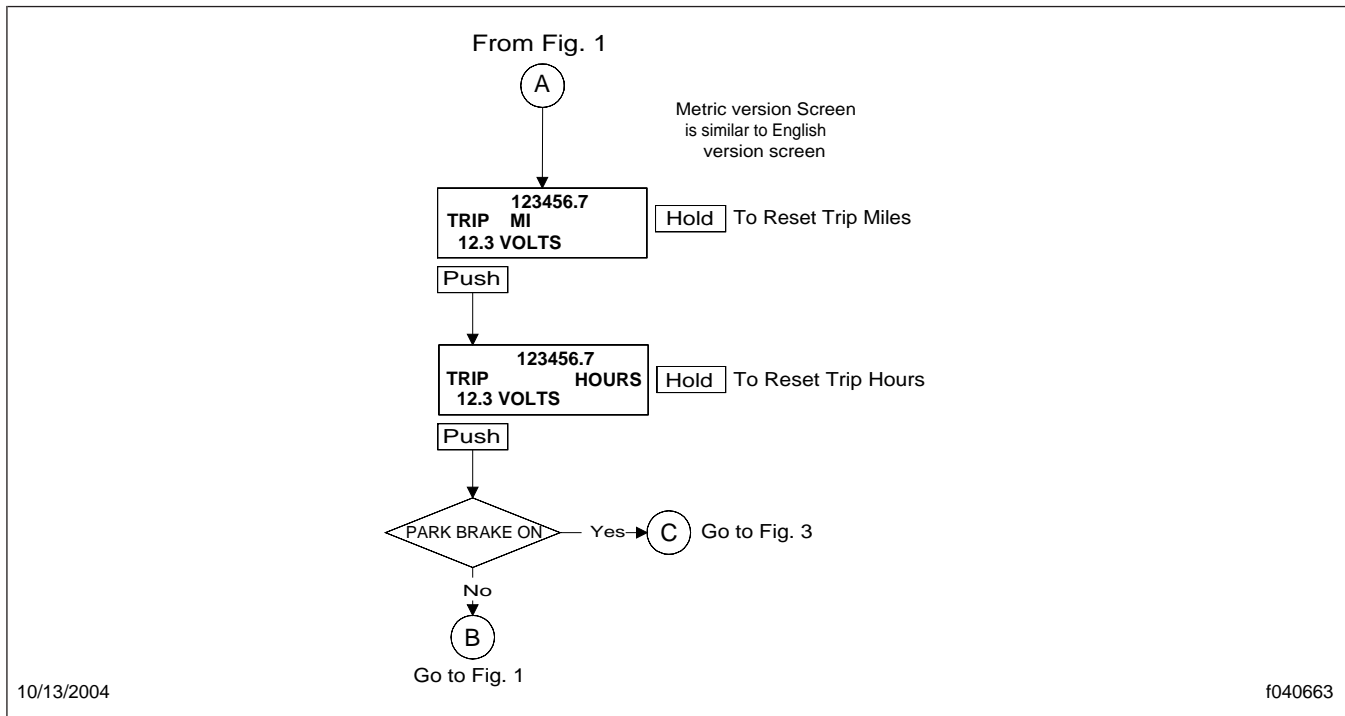 From Fig. 1
A
Metric version Screen
is similar to English
version screen
123456.7
TRIP MI
12.3 VOLTS
Hold To Reset Trip Miles
Push
123456.7
TRIP HOURS
12.3 VOLTS
Hold To Reset Trip Hours
Push
PARK BRAKE ON
Yes
C
Go to Fig. 3
No
B
Go to Fig. 1
10/13/2004
f040663